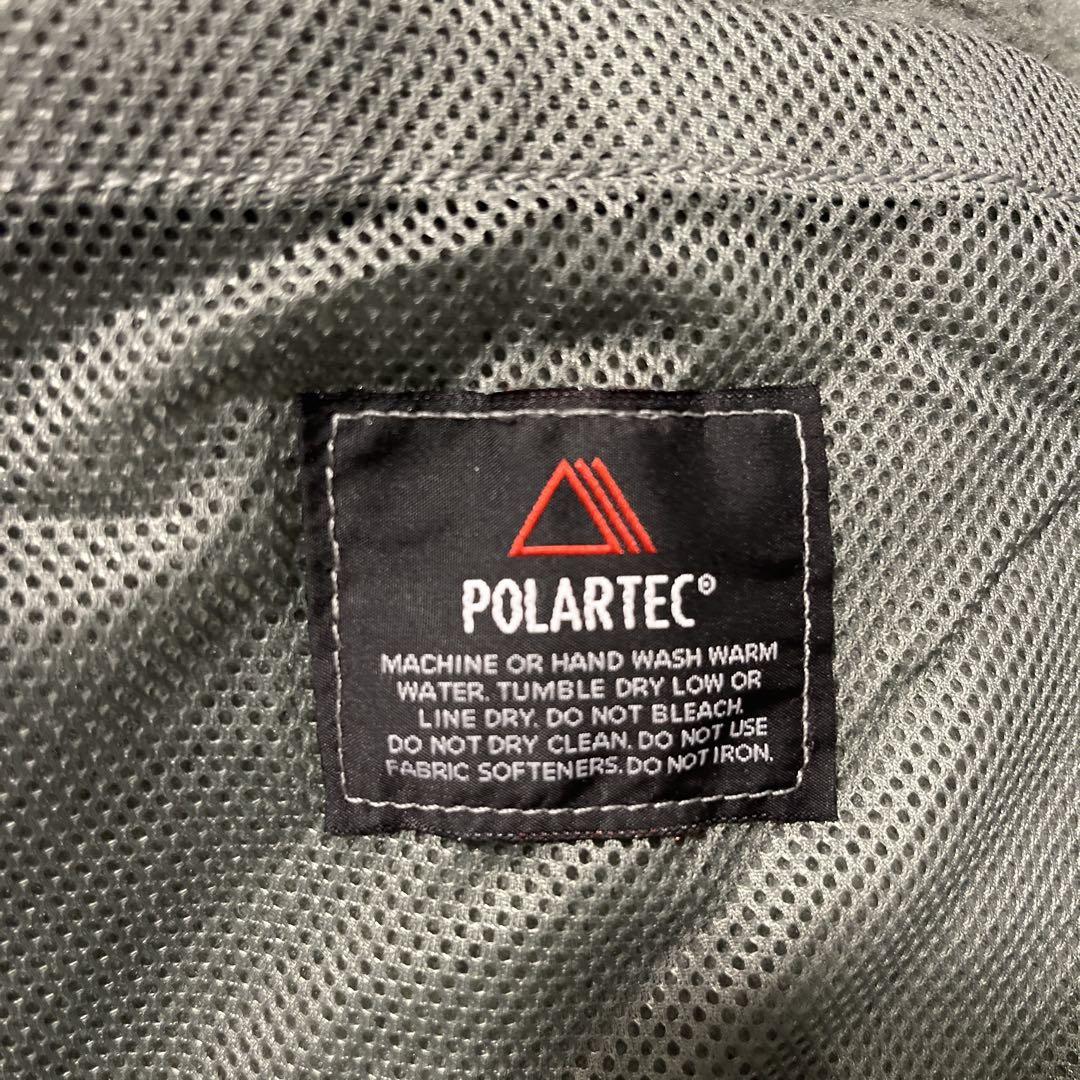 POLARTEC®
MACHINE OR HAND WASH WARM
WATER. TUMBLE DRY LOW OR
LINE DRY. DO NOT BLEACH.
DO NOT DRY CLEAN. DO NOT USE
FABRIC SOFTENERS. DO NOT IRON.